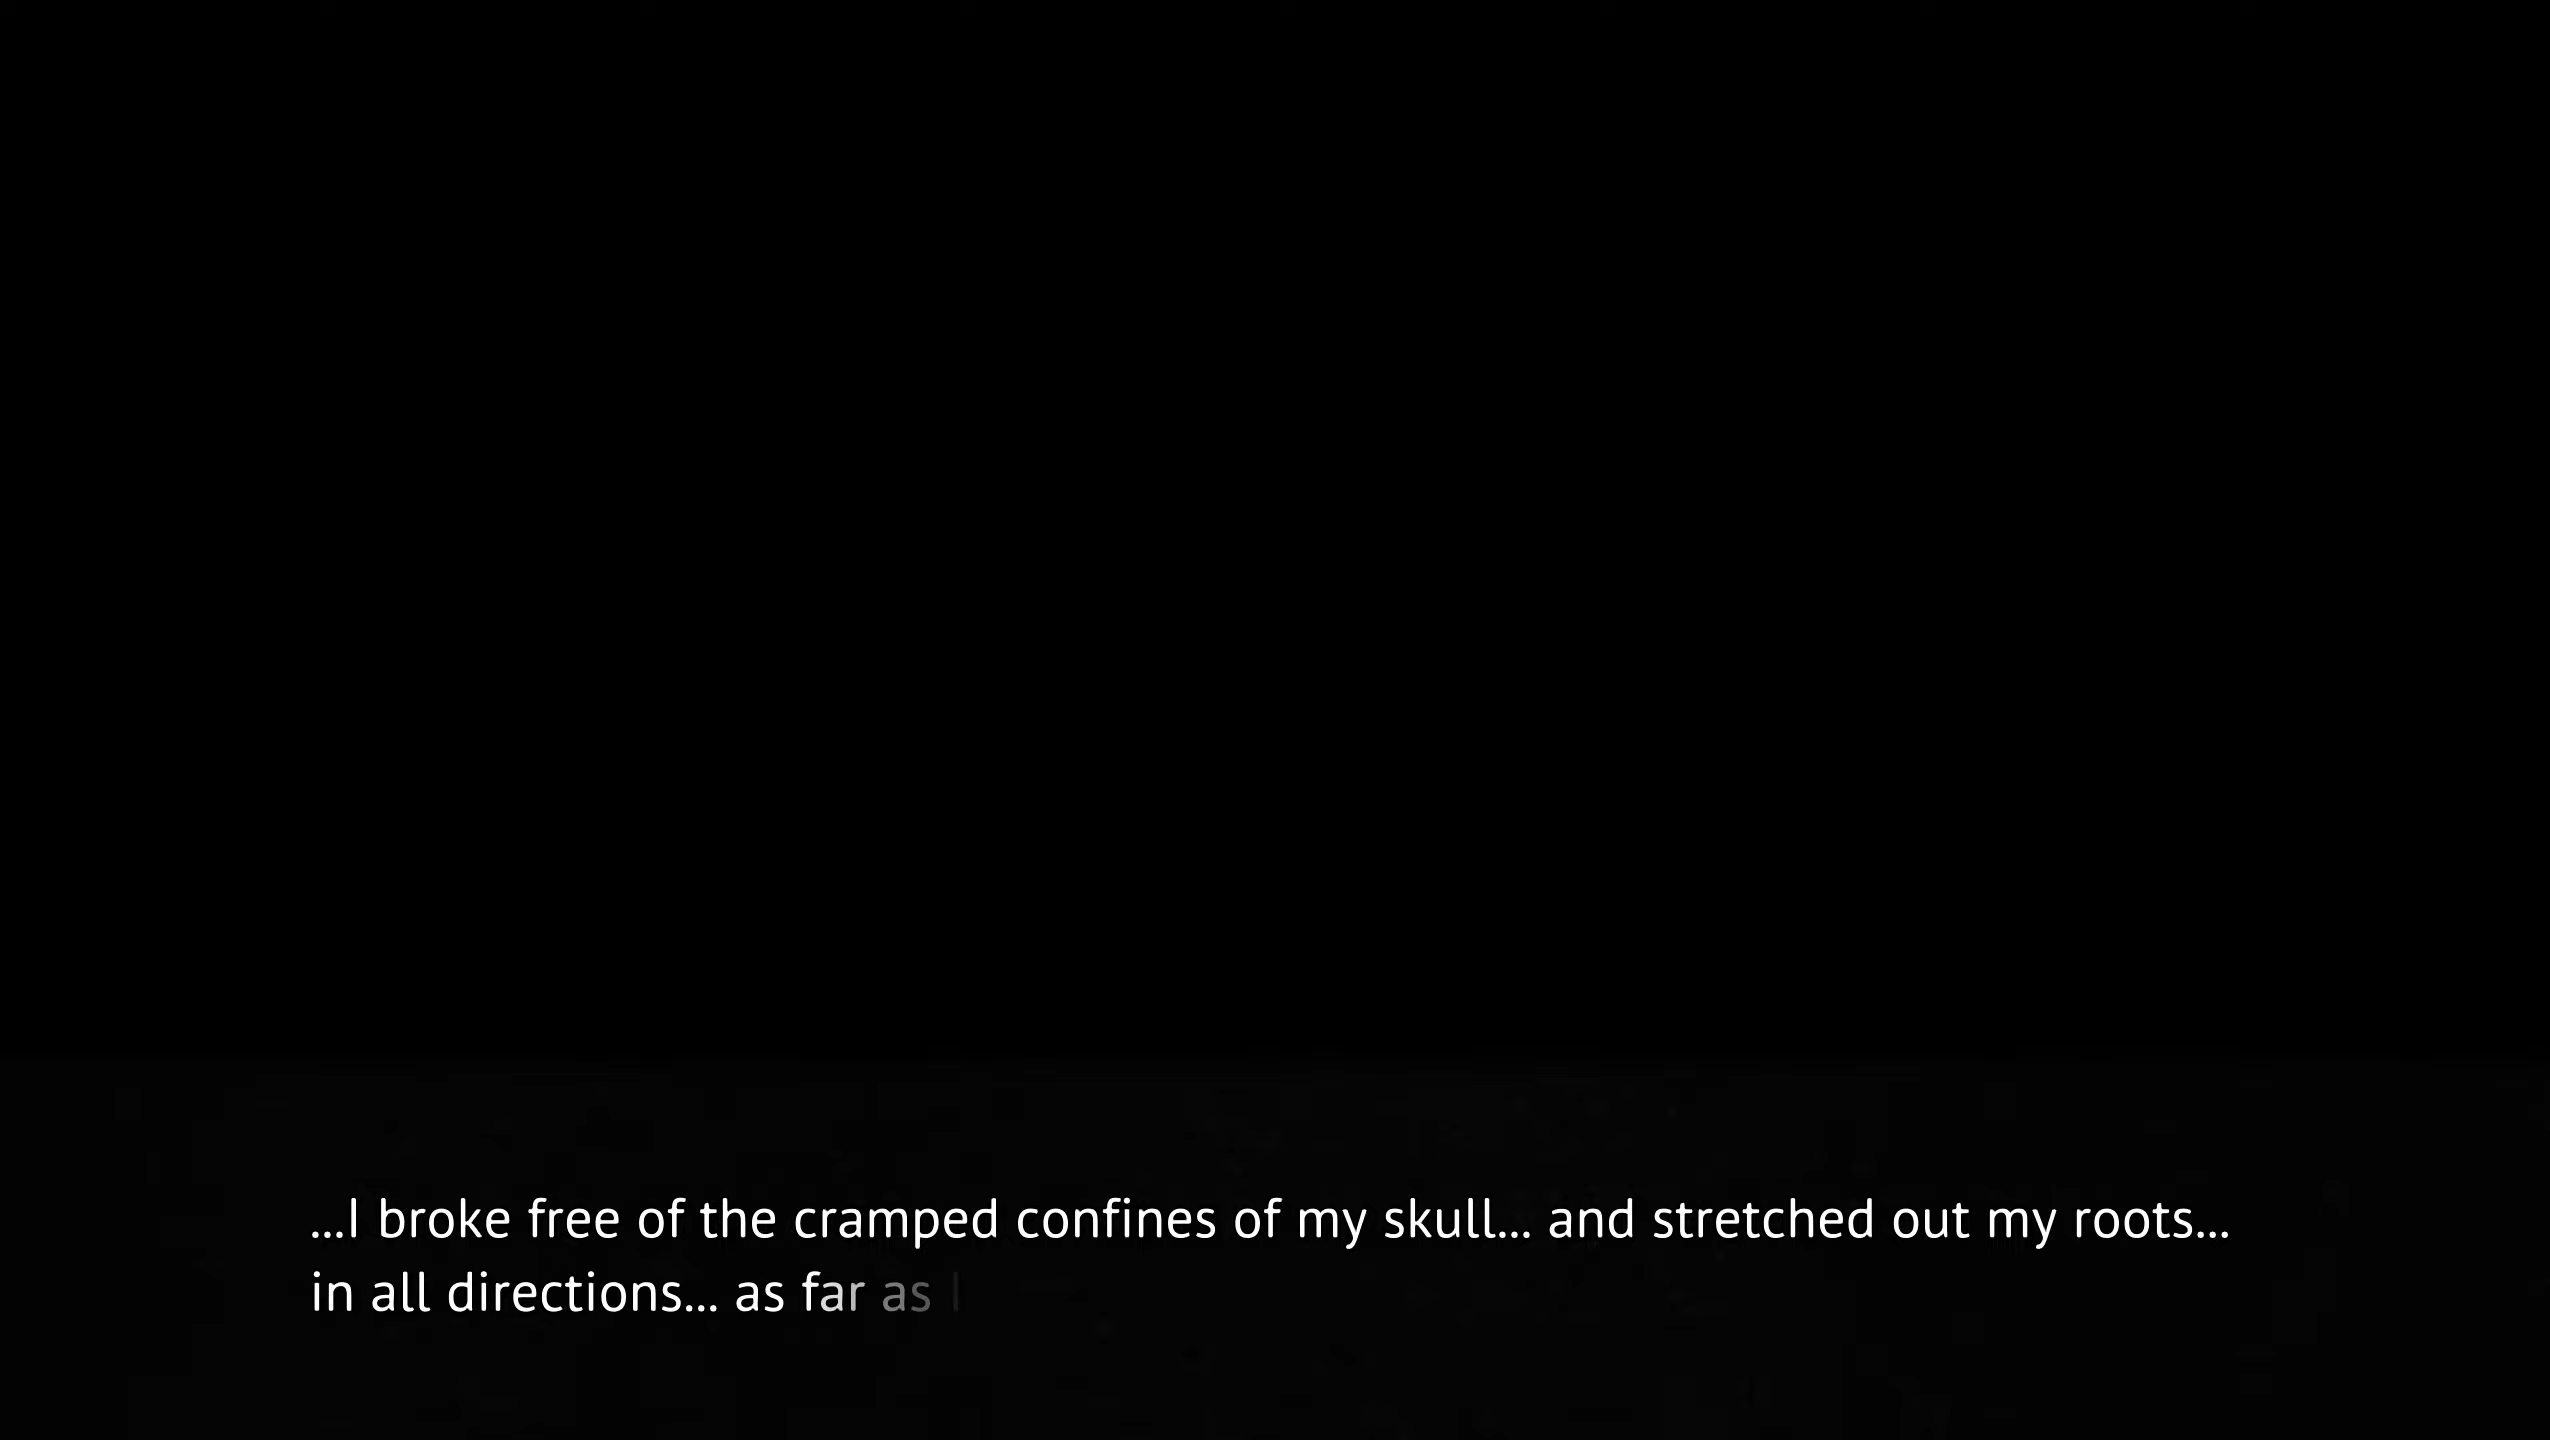 ...I broke free of the cramped confines of my skull... and stretched out my roots...
in all directions... as far as I